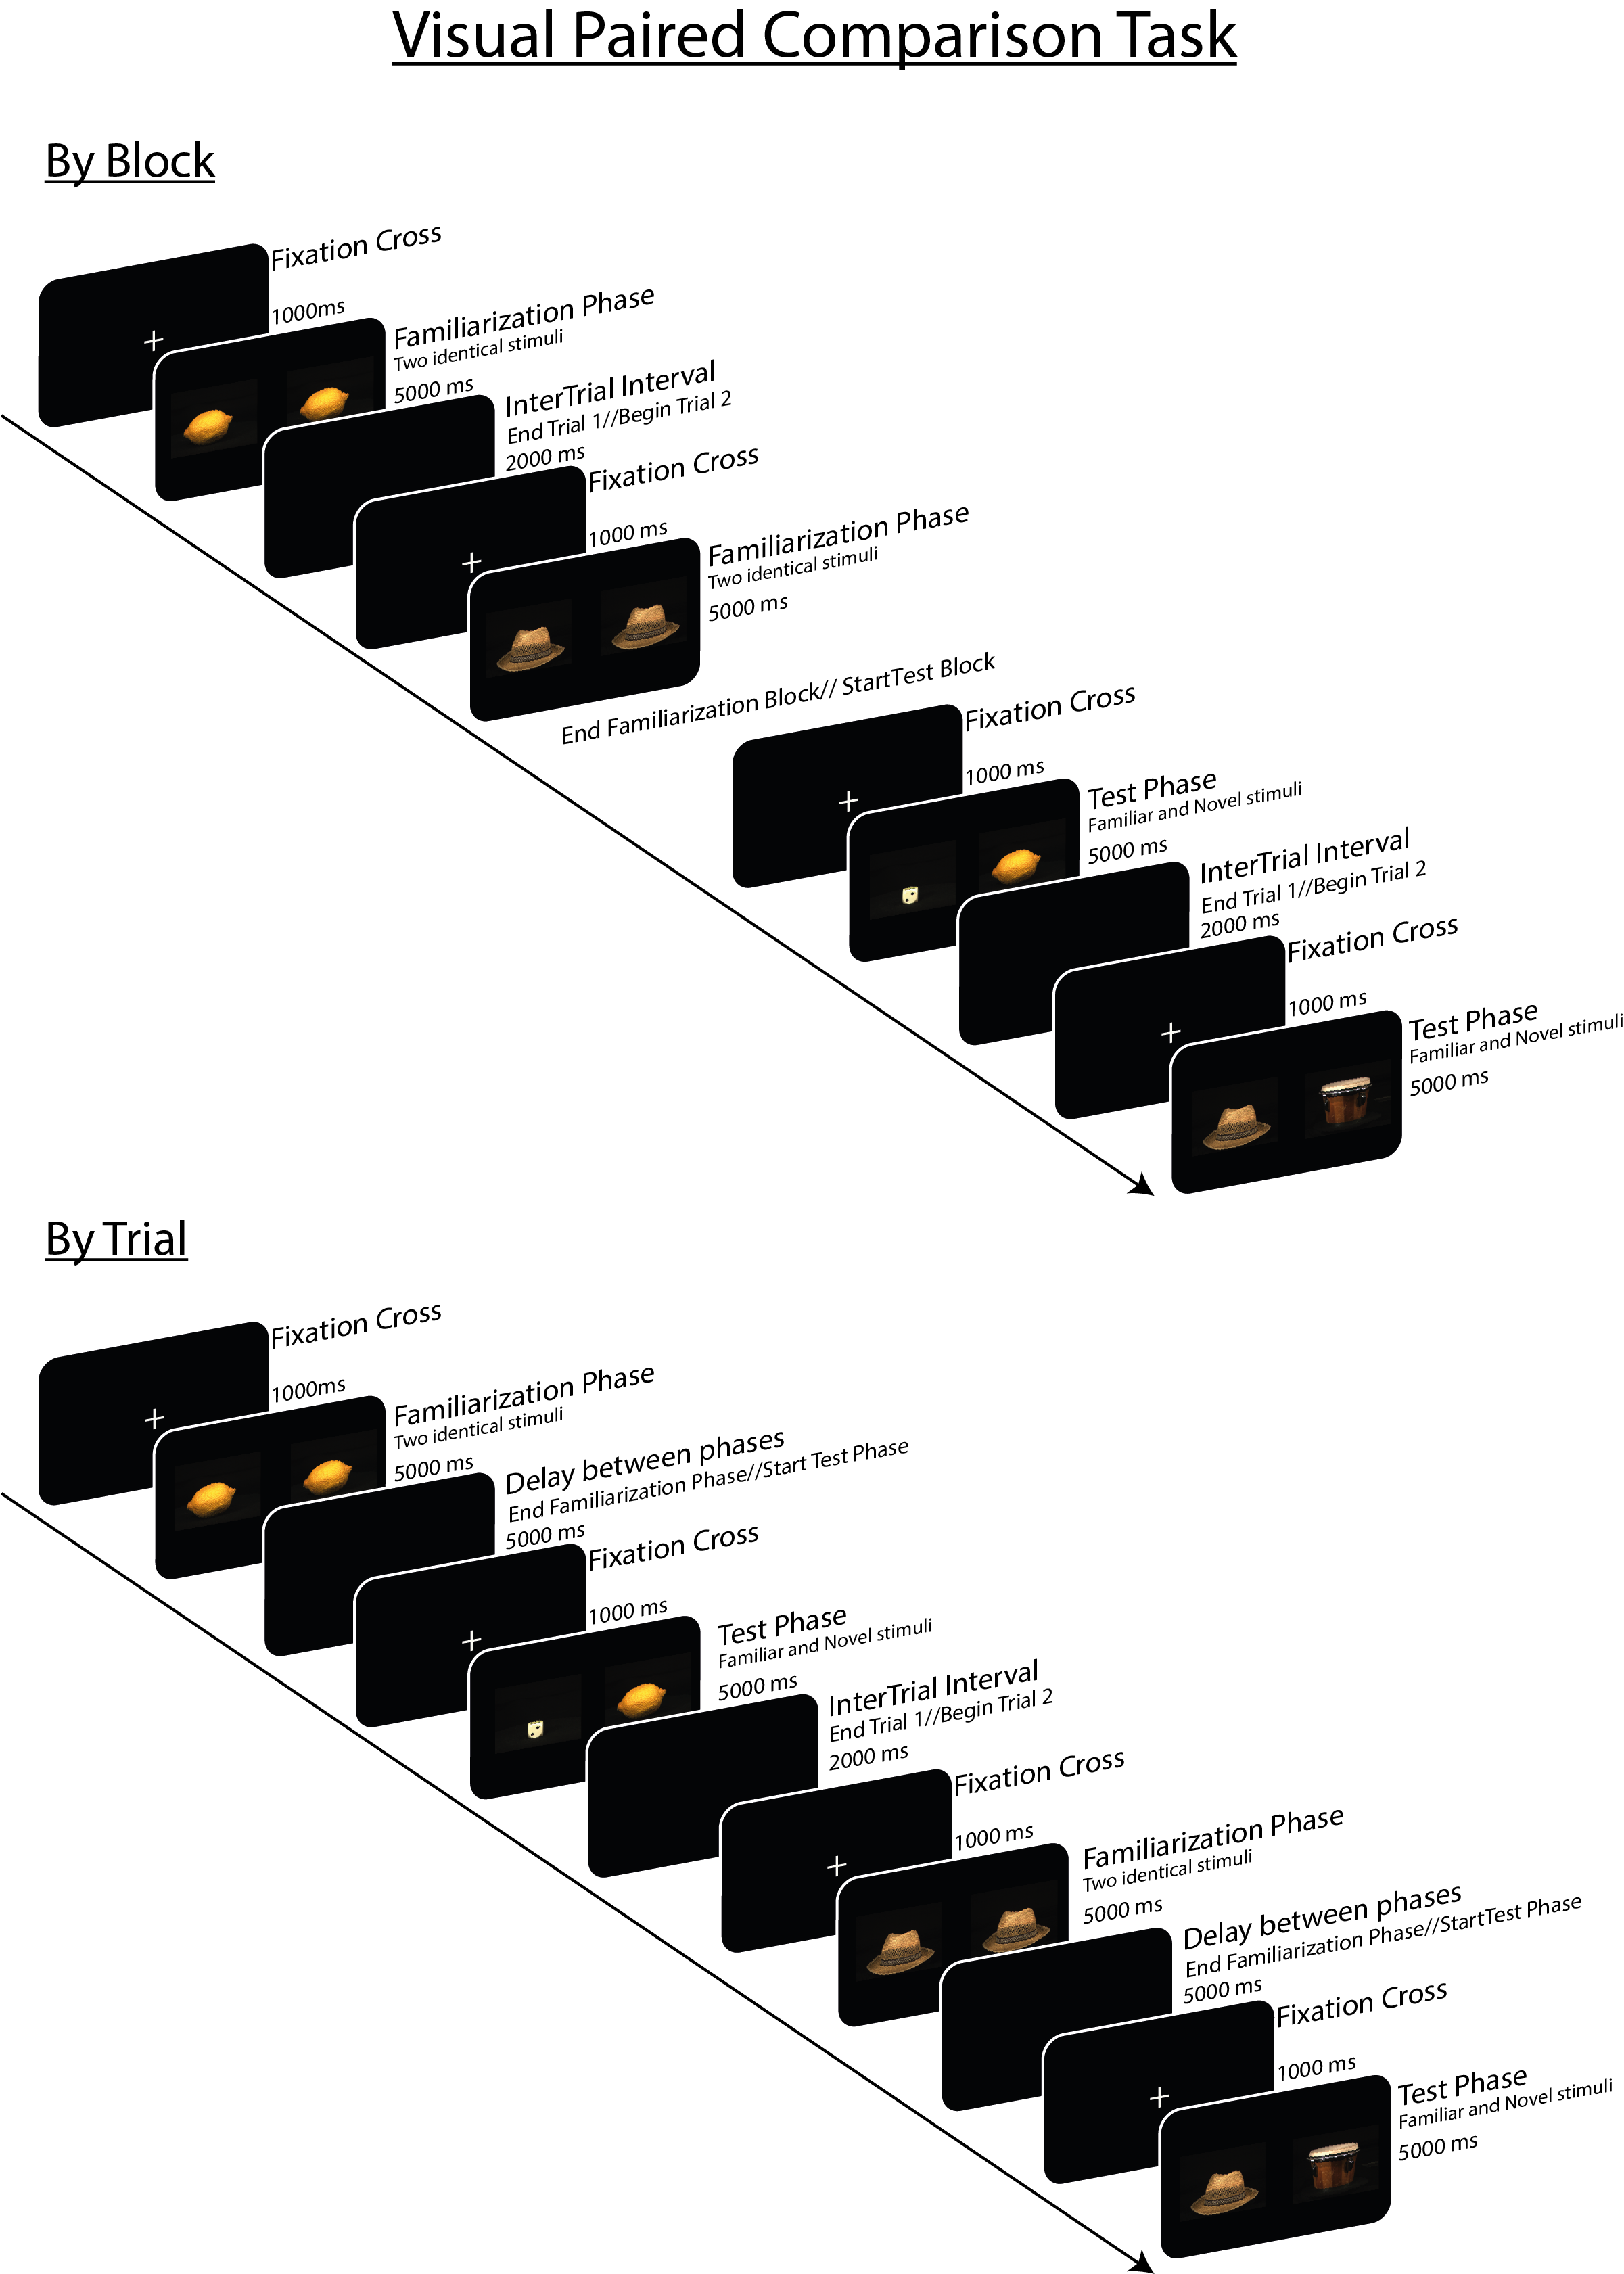 Visual Paired Comparison Task
By Block
Fixation Cross
1000ms
Familiarization Phase
Two identical stimuli
5000 ms
InterTrial Interval
End Trial 1//Begin Trial 2
2000 ms
Fixation Cross
1000 ms
Familiarization Phase
Two identical stimuli
5000 ms
End Familiarization Block// StartTest Block
Fixation Cross
1000 ms
Test Phase
Familiar and Novel stimuli
5000 ms
InterTrial Interval
End Trial 1//Begin Trial 2
2000 ms
Fixation Cross
1000 ms
Test Phase
Familiar and Novel stimuli
5000 ms
By Trial
Fixation Cross
1000ms
Familiarization Phase
Two identical stimuli
5000 ms
Delay between phases
End Familiarization Phase//Start Test Phase
5000 ms
Fixation Cross
1000 ms
Test Phase
Familiar and Novel stimuli
5000 ms
InterTrial Interval
End Trial 1//Begin Trial 2
2000 ms
Fixation Cross
1000 ms
Familiarization Phase
Two identical stimuli
5000 ms
Delay between phases
End Familiarization Phase//StartTest Phase
5000 ms
Fixation Cross
1000 ms
Test Phase
Familiar and Novel stimuli
5000 ms